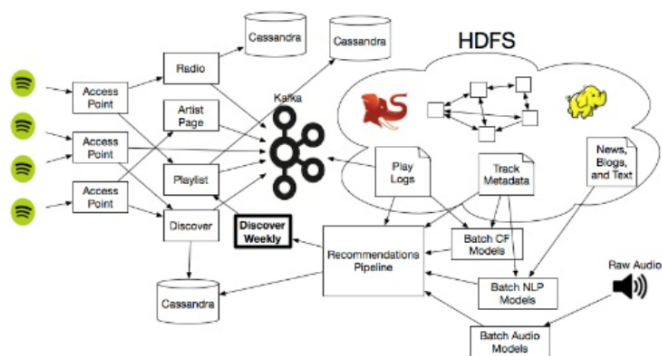 Cassandra
Cassandra
HDFS
Radio
Access
Point
Kafka
Artist
Page
Access
Point
News,
Blogs,
and Text
Play
Logs
Track
Metadata
Playlist
Access
Point
Discover
Discover
Weekly
Recommendations
Pipeline
Batch CF
Models
Raw Audio
Batch NLP
Models
Cassandra
Batch Audio
Models